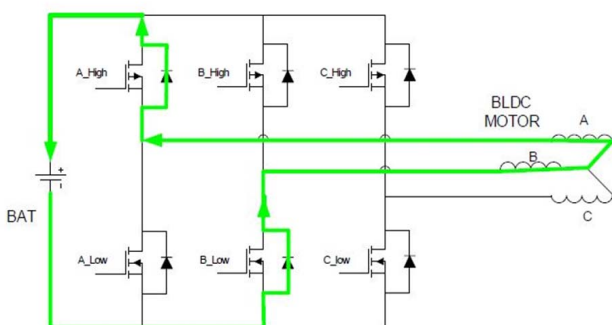 A_High
B_High
C_High
BLDC
MOTOR
A
B
+
-
BAT
C
A_Low
B_Low
C_low